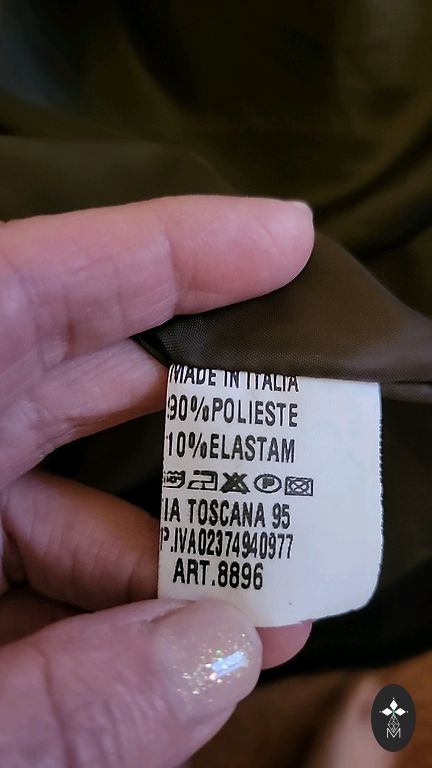 MADE IN ITALIA
90%POLIESTE
10%ELASTAM
IA TOSCANA 95
P.IVA02374940977
ART.8896
M